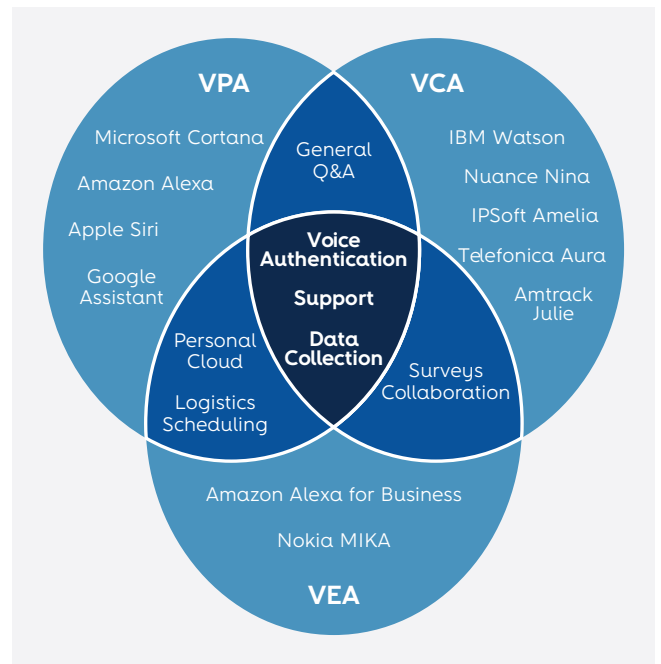 VPA
Microsoft Cortana
Amazon Alexa
Apple Siri
Google
Assistant
VCA
IBM Watson
Nuance Nina
IPSoft Amelia
Telefonica Aura
Amtrack
Julie
General
Q&A
Voice
Authentication
Support
Data
Collection
Personal
Cloud
Logistics
Scheduling
Surveys
Collaboration
Amazon Alexa for Business
Nokia MIKA
VEA